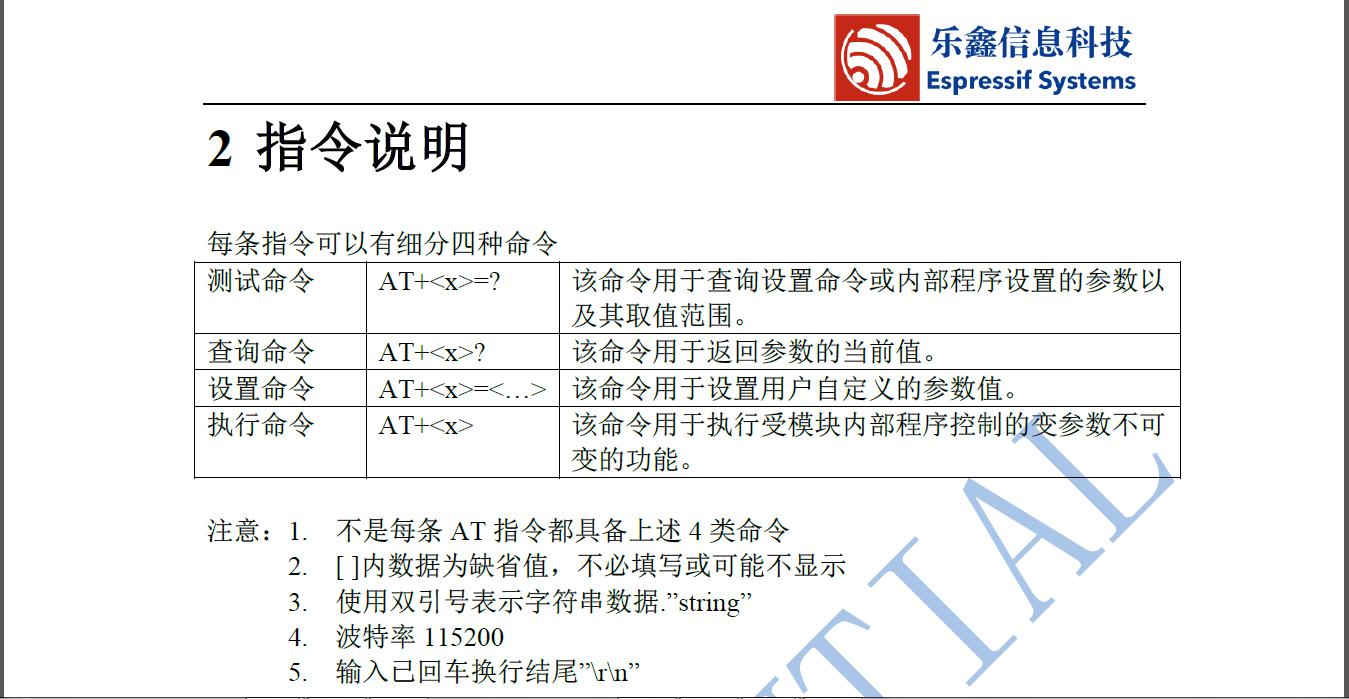 乐鑫信息科技
Espressif Systems
2 指令说明
每条指令可以有细分四种命令
测试命令 AT+<x>=? 该命令用于查询设置命令或内部程序设置的参数以
及其取值范围。
查询命令 AT+<x>? 该命令用于返回参数的当前值。
设置命令 AT+<x>=<…> 该命令用于设置用户自定义的参数值。
执行命令 AT+<x> 该命令用于执行受模块内部程序控制的变参数不可
变的功能。
注意：1. 不是每条 AT 指令都具备上述 4 类命令
2. [ ]内数据为缺省值，不必填写或可能不显示
3. 使用双引号表示字符串数据.”string”
4. 波特率 115200
5. 输入已回车换行结尾”\r\n”
TIAL